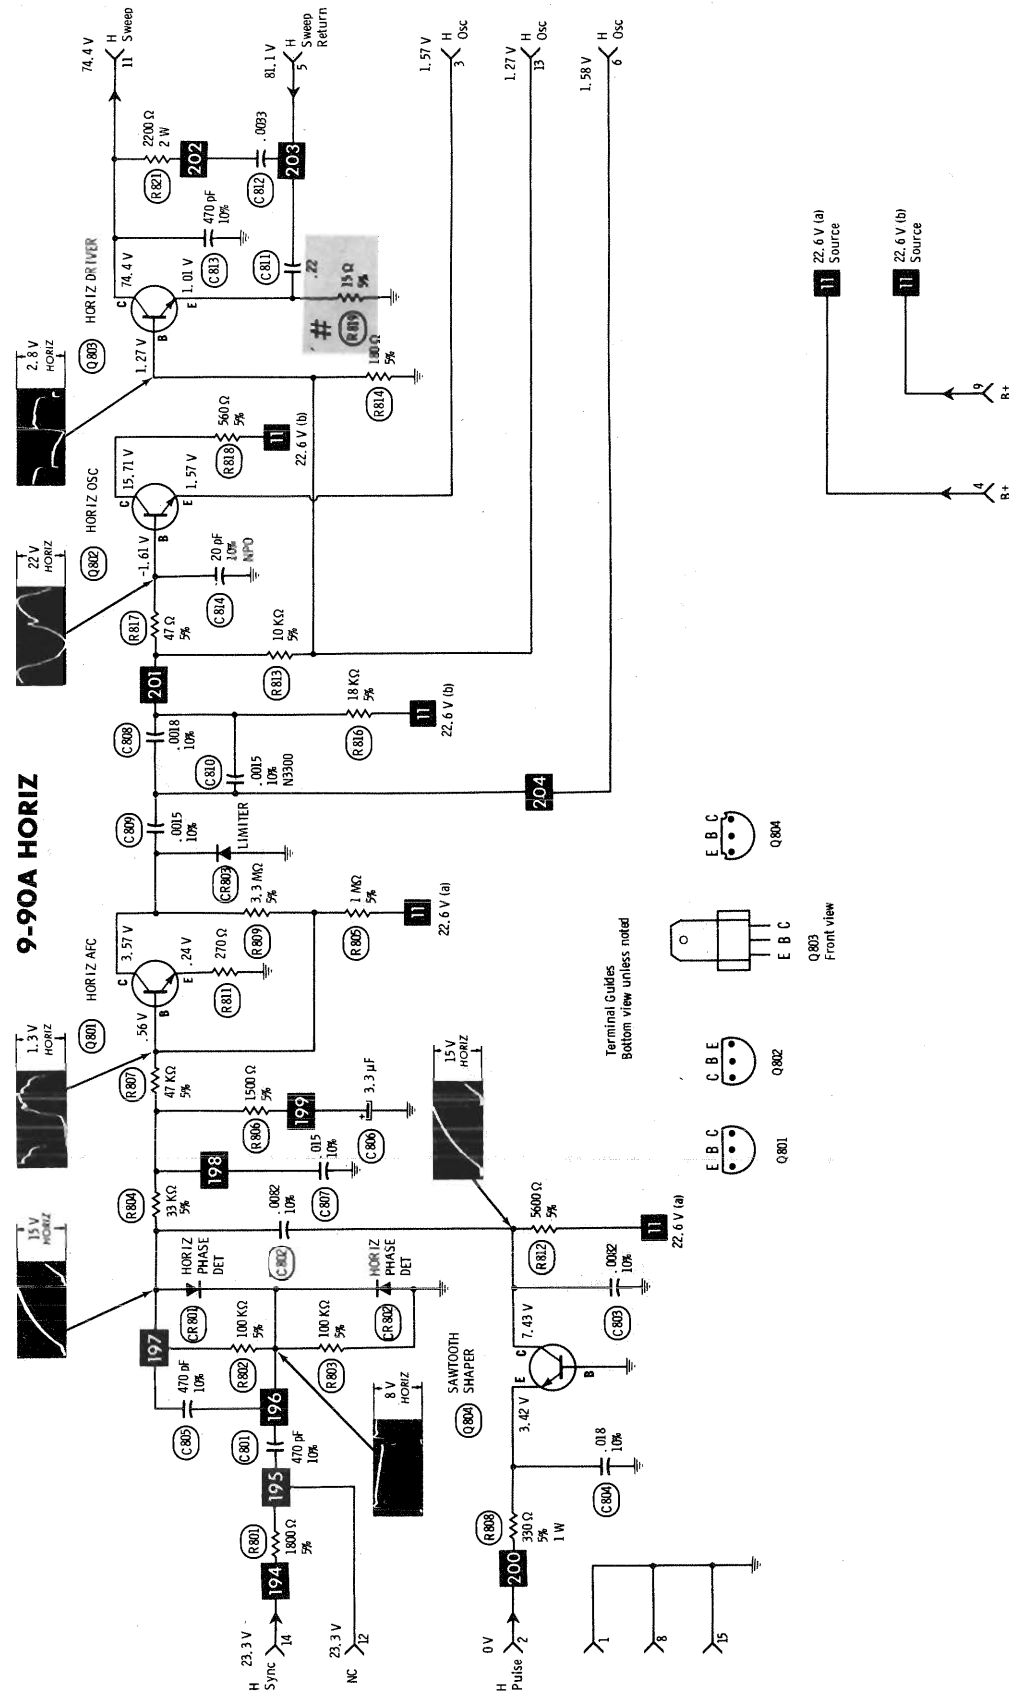 9-90A HORIZ
H
Sync
23.3 V
14
194
R801
1800 Ω
5%
195
C801
470 pF
10%
196
C805
470 pF
10%
197
R802
100 KΩ
5%
R803
100 KΩ
5%
CR801
HORIZ
PHASE
DET
CR802
HORIZ
PHASE
DET
15 V
HORIZ
8 V
HORIZ
NC
23.3 V
12
C802
.0082
10%
R804
33 KΩ
5%
198
C807
.015
10%
R806
1500 Ω
5%
199
C806
+
3.3 µF
R807
47 KΩ
5%
1.3 V
HORIZ
Q801
HORIZ AFC
.56 V
B
C
3.57 V
E
.24 V
R811
270 Ω
R809
3.3 MΩ
5%
R805
1 MΩ
5%
11
22.6 V (a)
CR803
LIMITER
C809
.0015
10%
C808
.0018
10%
C810
.0015
10%
N3300
204
R816
18 KΩ
5%
11
22.6 V (b)
201
R813
10 KΩ
5%
R817
47 Ω
5%
C814
20 pF
10%
NPO
22 V
HORIZ
Q802
HORIZ OSC
-1.61 V
B
C
15.71 V
E
1.57 V
R818
560 Ω
5%
11
22.6 V (b)
R814
180 Ω
5%
2.8 V
HORIZ
Q803
HORIZ DRIVER
1.27 V
B
C
74.4 V
E
1.01 V
#
R819
15 Ω
5%
C811
.22
C813
470 pF
10%
R821
2200 Ω
2 W
202
C812
.0033
203
74.4 V
11
H
Sweep
81.1 V
5
H
Sweep
Return
1.57 V
3
H
Osc
1.27 V
13
H
Osc
1.58 V
6
H
Osc
H
Pulse
0 V
2
200
R808
330 Ω
5%
1 W
C804
.018
10%
Q804
SAWTOOTH
SHAPER
3.42 V
E
C
7.43 V
B
C803
.0082
10%
R812
5600 Ω
5%
11
22.6 V (a)
15 V
HORIZ
1
8
15
Terminal Guides
Bottom view unless noted
E B C
Q801
C B E
Q802
E B C
Q803
Front view
E B C
Q804
4
B+
9
B+
11
22.6 V (a)
Source
11
22.6 V (b)
Source